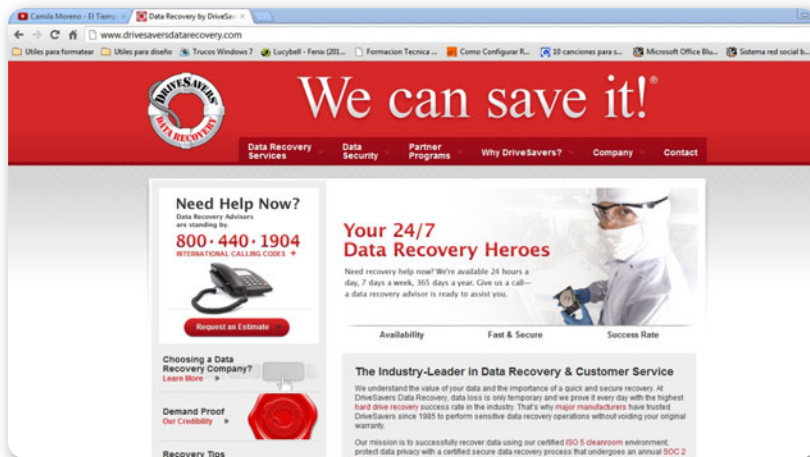 Camila Moreno - El Tiemp
Data Recovery by DriveSav
www.drivesaversdatarecovery.com
Utiles para formatear
Utiles para diseño
Trucos Windows 7
Lucybell - Fenix (201...
Formacion Tecnica ...
Como Configurar R...
10 canciones para s...
Microsoft Office Blu...
Sistema red social b...
DRIVESAVERS
DATA RECOVERY
We can save it!®
Data Recovery Services
Data Security
Partner Programs
Why DriveSavers?
Company
Contact
Need Help Now?
Data Recovery Advisors
are standing by.
800·440·1904
INTERNATIONAL CALLING CODES +
Request an Estimate
Choosing a Data
Recovery Company?
Learn More »
Demand Proof
Our Credibility »
Recovery Tips
Your 24/7
Data Recovery Heroes
Need recovery help now? We're available 24 hours a
day, 7 days a week, 365 days a year. Give us a call—
a data recovery advisor is ready to assist you.
Availability
Fast & Secure
Success Rate
The Industry-Leader in Data Recovery & Customer Service
We understand the value of your data and the importance of a quick and secure recovery. At
DriveSavers Data Recovery, data loss is only temporary and we prove it every day with the highest
hard drive recovery success rate in the industry. That's why major manufacturers have trusted
DriveSavers since 1985 to perform sensitive data recovery operations without voiding your original
warranty.
Our mission is to successfully recover data using our certified ISO 5 cleanroom environment,
protect data privacy with a certified secure data recovery process that undergoes an annual SOC 2